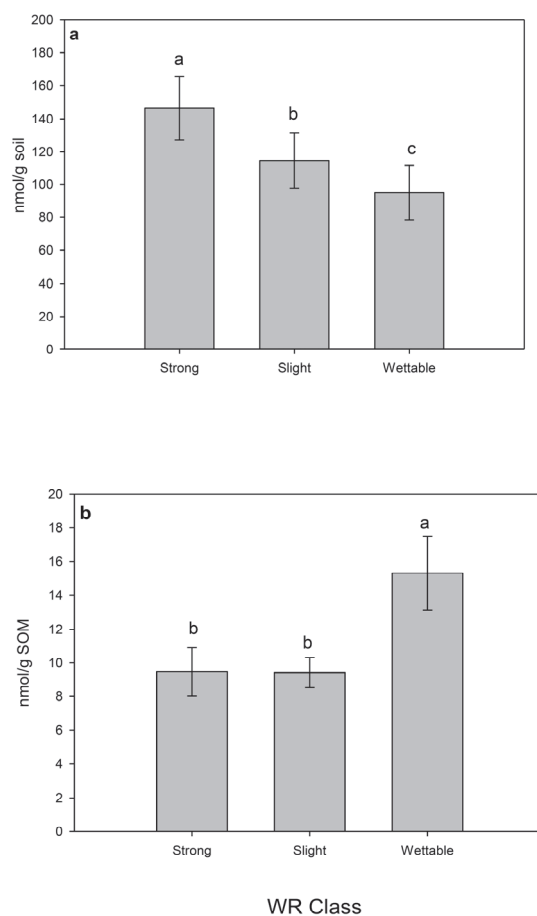 a
200
180
160
140
120
100
80
60
40
20
0
nmol/g soil
a
b
c
Strong Slight Wettable
b
20
18
16
14
12
10
8
6
4
2
0
nmol/g SOM
b
b
a
Strong Slight Wettable
WR Class